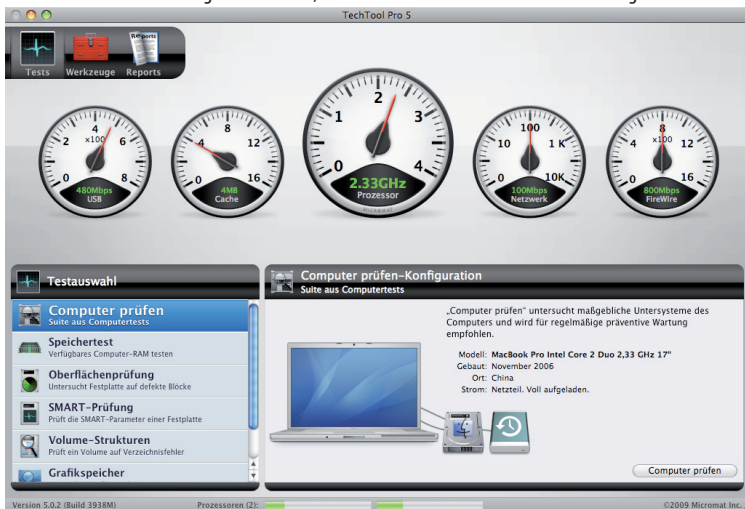 TechTool Pro 5
Reports
Tests Werkzeuge Reports
0 2 4 6 8
x100
480Mbps
USB
0 4 8 12 16
4MB
Cache
0 1 2 3 4
2.33GHz
Prozessor
MICROMAT
0 10 100 1 K 10K
100Mbps
Netzwerk
0 4 8 12 16
x100
800Mbps
FireWire
Testauswahl
Computer prüfen
Suite aus Computertests
Speichertest
Verfügbares Computer-RAM testen
Oberflächenprüfung
Untersucht Festplatte auf defekte Blöcke
SMART-Prüfung
Prüft die SMART-Parameter einer Festplatte
Volume-Strukturen
Prüft ein Volume auf Verzeichnisfehler
Grafikspeicher
Computer prüfen-Konfiguration
Suite aus Computertests
„Computer prüfen" untersucht maßgebliche Untersysteme des
Computers und wird für regelmäßige präventive Wartung
empfohlen.
Modell: MacBook Pro Intel Core 2 Duo 2,33 GHz 17"
Gebaut: November 2006
Ort: China
Strom: Netzteil. Voll aufgeladen.
Computer prüfen
Version 5.0.2 (Build 3938M)
Prozessoren (2):
©2009 Micromat Inc.